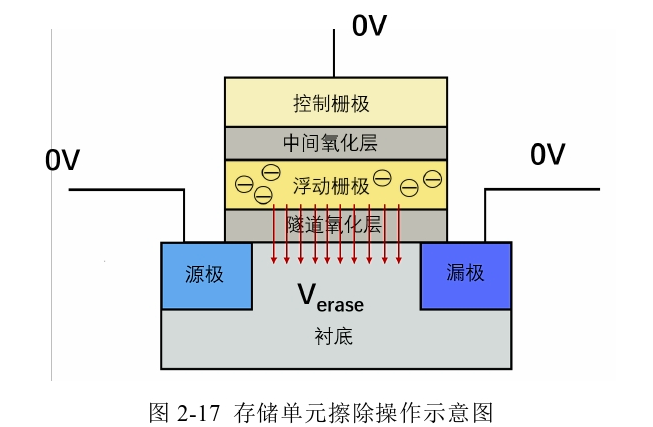 0V
控制栅极
中间氧化层
0V
0V
浮动栅极
隧道氧化层
源极
漏极
Verase
衬底
图 2-17 存储单元擦除操作示意图